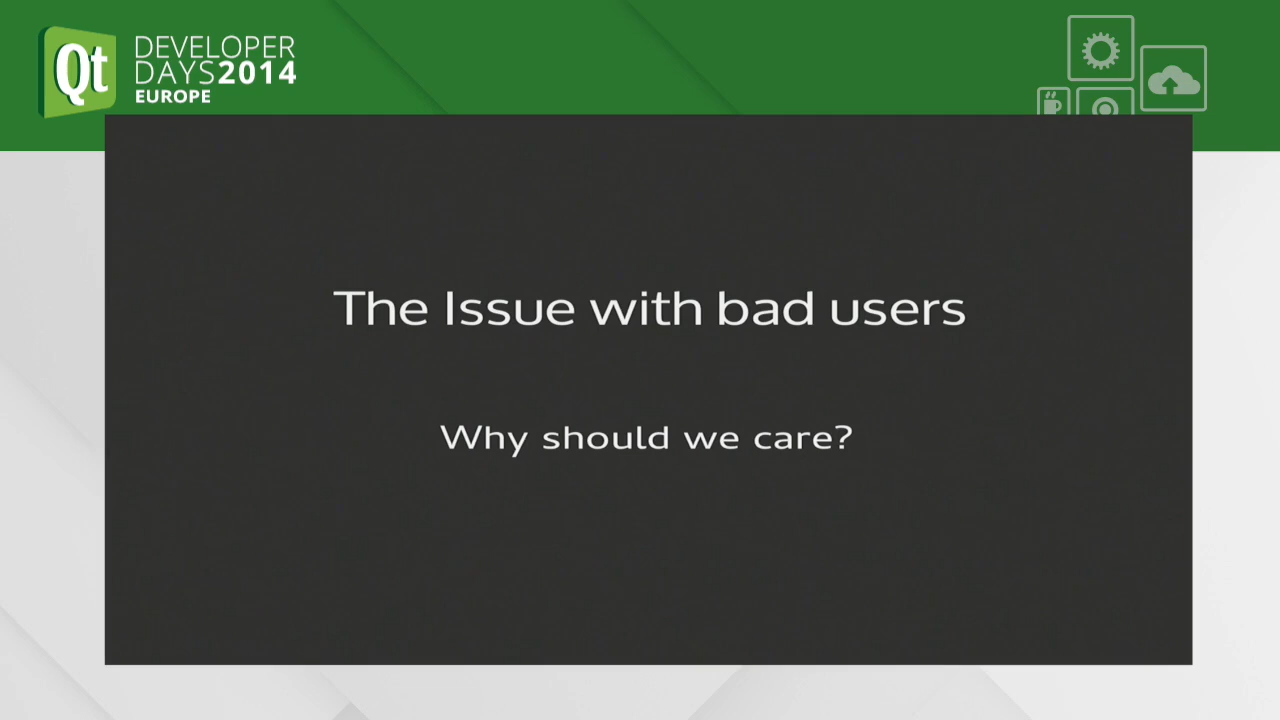 Qt
DEVELOPER
DAYS2014
EUROPE
The Issue with bad users
Why should we care?